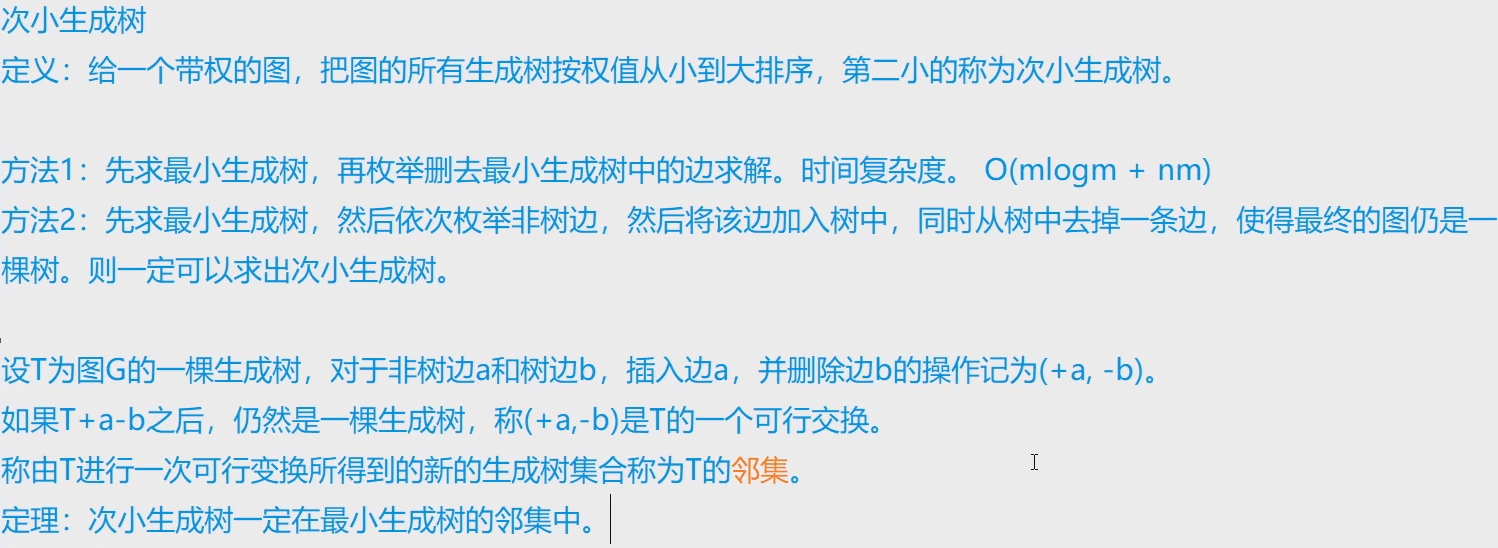 次小生成树
定义：给一个带权的图，把图的所有生成树按权值从小到大排序，第二小的称为次小生成树。
方法1：先求最小生成树，再枚举删去最小生成树中的边求解。时间复杂度。 O(mlogm + nm)
方法2：先求最小生成树，然后依次枚举非树边，然后将该边加入树中，同时从树中去掉一条边，使得最终的图仍是一
棵树。则一定可以求出次小生成树。
设T为图G的一棵生成树，对于非树边a和树边b，插入边a，并删除边b的操作记为(+a, -b)。
如果T+a-b之后，仍然是一棵生成树，称(+a,-b)是T的一个可行交换。
称由T进行一次可行变换所得到的新的生成树集合称为T的邻集。
定理：次小生成树一定在最小生成树的邻集中。